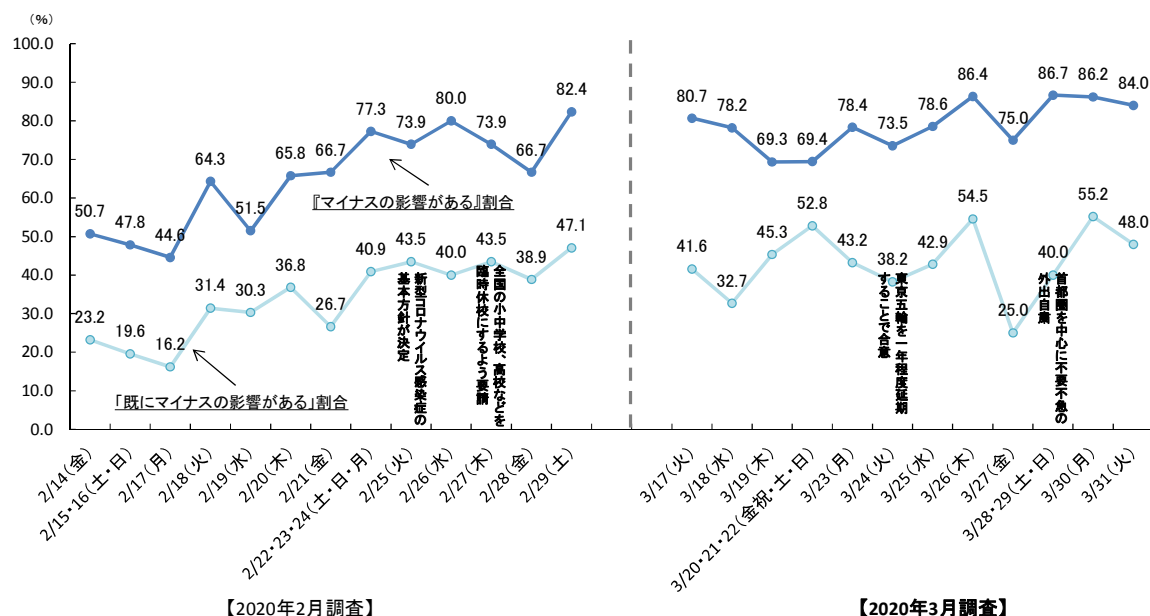 （%）
100.0
90.0
80.0
70.0
60.0
50.0
40.0
30.0
20.0
10.0
0.0
50.7
47.8
44.6
64.3
51.5
65.8
66.7
77.3
73.9
80.0
73.9
66.7
82.4
80.7
78.2
69.3
69.4
78.4
73.5
78.6
86.4
75.0
86.7
86.2
84.0
『マイナスの影響がある』割合
23.2
19.6
16.2
31.4
30.3
36.8
26.7
40.9
43.5
40.0
43.5
38.9
47.1
41.6
32.7
45.3
52.8
43.2
38.2
42.9
54.5
25.0
40.0
55.2
48.0
「既にマイナスの影響がある」割合
新型コロナウイルス感染症の
基本方針が決定
全国の小中学校、高校などを
臨時休校にするよう要請
東京五輪を一年程度延期
することで合意
首都圏を中心に不要不急の
外出自粛
2/14(金)
2/15・16(土・日)
2/17(月)
2/18(火)
2/19(水)
2/20(木)
2/21(金)
2/22・23・24(土・日・月)
2/25(火)
2/26(水)
2/27(木)
2/28(金)
2/29(土)
3/17(火)
3/18(水)
3/19(木)
3/20・21・22(金祝・土・日)
3/23(月)
3/24(火)
3/25(水)
3/26(木)
3/27(金)
3/28・29(土・日)
3/30(月)
3/31(火)
【2020年2月調査】
【2020年3月調査】